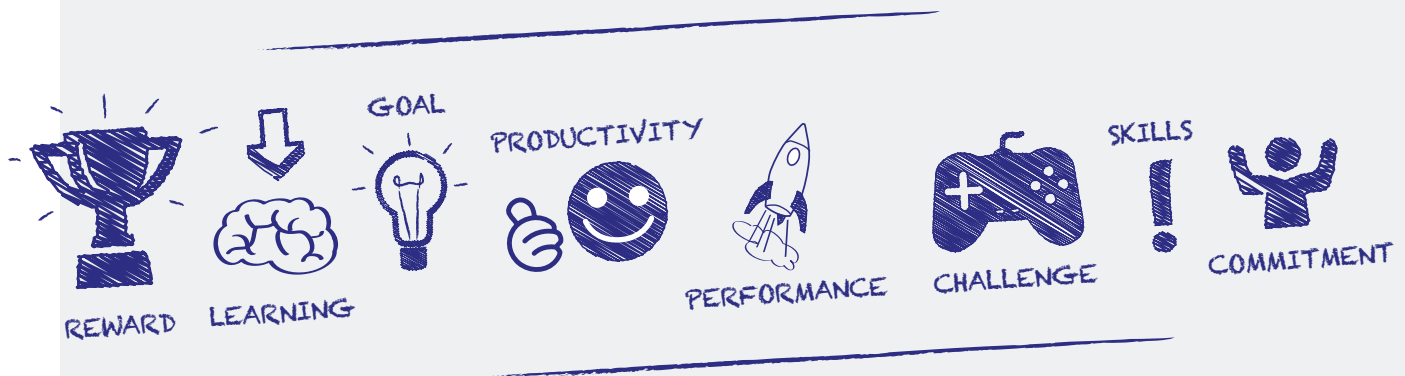 REWARD
LEARNING
GOAL
PRODUCTIVITY
PERFORMANCE
CHALLENGE
SKILLS
COMMITMENT